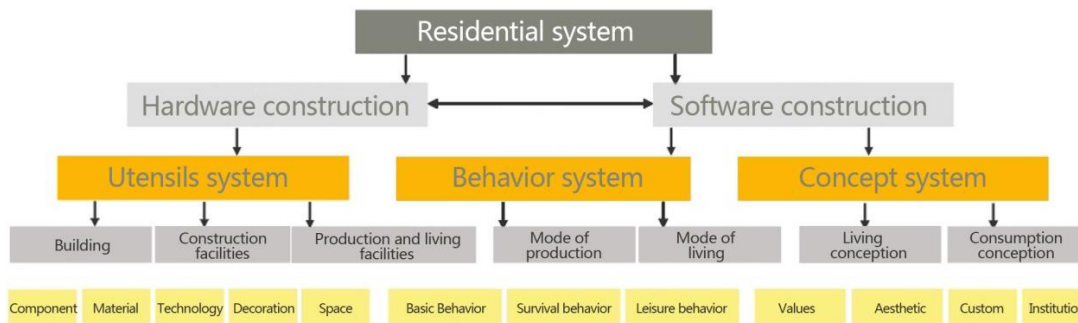 Residential system
Hardware construction
Software construction
Utensils system
Behavior system
Concept system
Building
Construction
facilities
Production and living
facilities
Mode of
production
Mode of
living
Living
conception
Consumption
conception
Component
Material
Technology
Decoration
Space
Basic Behavior
Survival behavior
Leisure behavior
Values
Aesthetic
Custom
Institutio